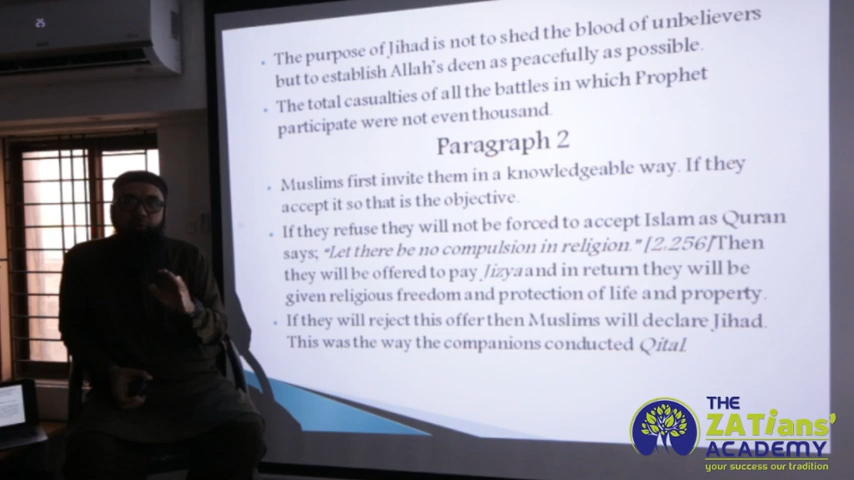 • The purpose of Jihad is not to shed the blood of unbelievers
but to establish Allah's deen as peacefully as possible.
• The total casualties of all the battles in which Prophet
participate were not even thousand.
Paragraph 2
• Muslims first invite them in a knowledgeable way. If they
accept it so that is the objective.
• If they refuse they will not be forced to accept Islam as Quran
says; "Let there be no compulsion in religion." [2.256]Then
they will be offered to pay Jizya and in return they will be
given religious freedom and protection of life and property.
• If they will reject this offer then Muslims will declare Jihad.
This was the way the companions conducted Qital.
THE
ZATians'
ACADEMY
your success our tradition